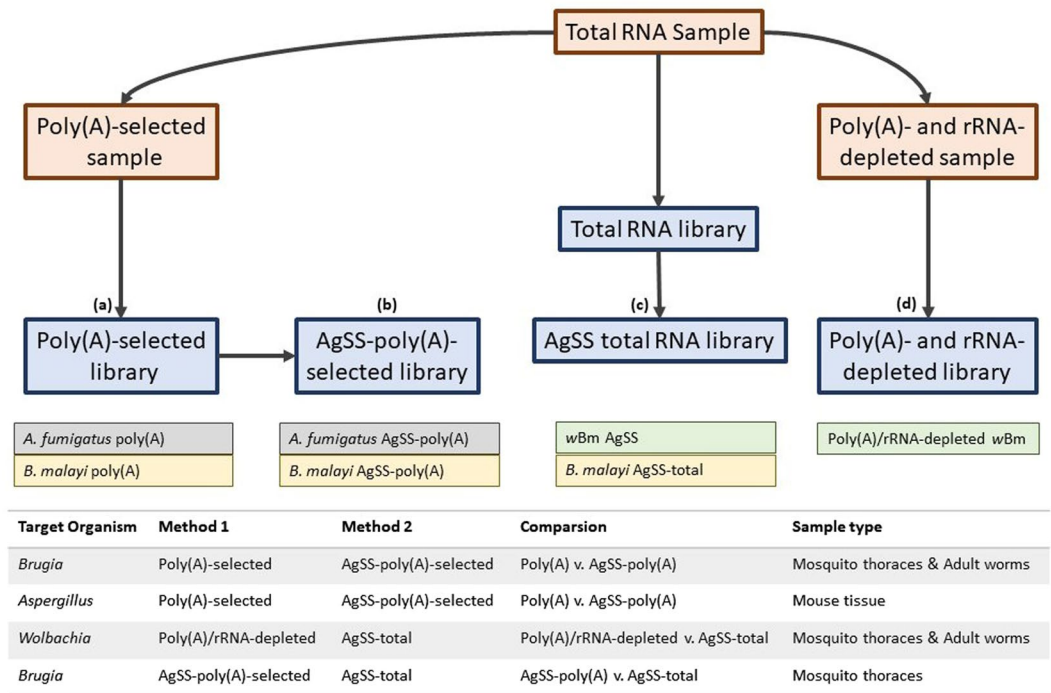 Total RNA Sample
Poly(A)-selected
sample
Poly(A)- and rRNA-
depleted sample
Total RNA library
(a)
(b)
(c)
(d)
Poly(A)-selected
library
AgSS-poly(A)-
selected library
AgSS total RNA library
Poly(A)- and rRNA-
depleted library
A. fumigatus poly(A)
B. malayi poly(A)
A. fumigatus AgSS-poly(A)
B. malayi AgSS-poly(A)
wBm AgSS
B. malayi AgSS-total
Poly(A)/rRNA-depleted wBm
Target Organism Method 1 Method 2 Comparsion Sample type
Brugia Poly(A)-selected AgSS-poly(A)-selected Poly(A) v. AgSS-poly(A) Mosquito thoraces & Adult worms
Aspergillus Poly(A)-selected AgSS-poly(A)-selected Poly(A) v. AgSS-poly(A) Mouse tissue
Wolbachia Poly(A)/rRNA-depleted AgSS-total Poly(A)/rRNA-depleted v. AgSS-total Mosquito thoraces & Adult worms
Brugia AgSS-poly(A)-selected AgSS-total AgSS-poly(A) v. AgSS-total Mosquito thoraces